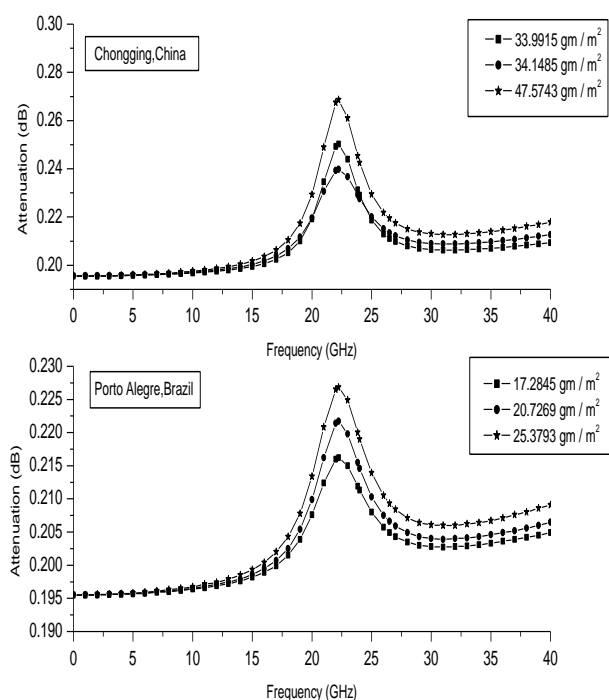 0.30
0.28
0.26
0.24
0.22
0.20
Attenuation (dB)
Chongging,China
33.9915 gm / m²
34.1485 gm / m²
47.5743 gm / m²
0 5 10 15 20 25 30 35 40
Frequency (GHz)
0.230
0.225
0.220
0.215
0.210
0.205
0.200
0.195
0.190
Attenuation (dB)
Porto Alegre,Brazil
17.2845 gm / m²
20.7269 gm / m²
25.3793 gm / m²
0 5 10 15 20 25 30 35 40
Frequency (GHz)